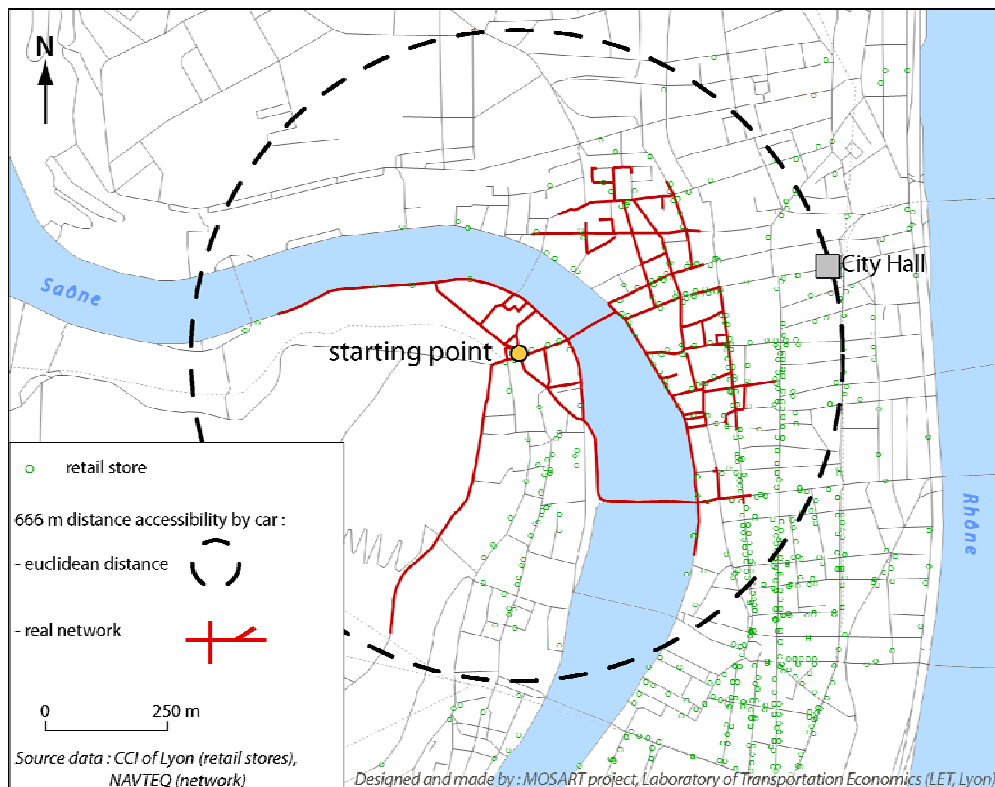 N
Saône
City Hall
starting point
Rhône
retail store
666 m distance accessibility by car :
- euclidean distance
- real network
0 250 m
Source data : CCI of Lyon (retail stores),
NAVTEQ (network)
Designed and made by : MOSART project, Laboratory of Transportation Economics (LET, Lyon)